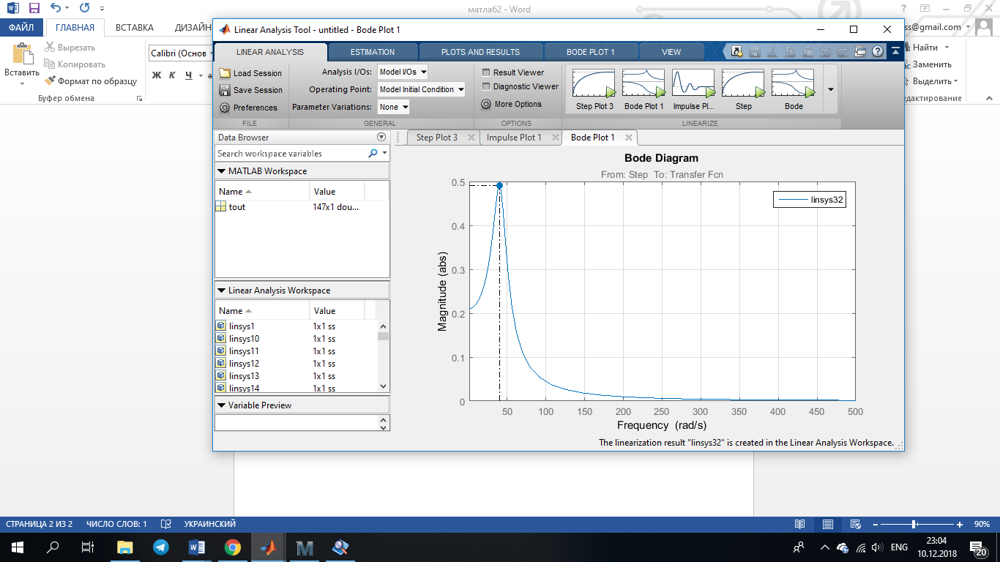 матлаб2 - Word
ФАЙЛ ГЛАВНАЯ ВСТАВКА ДИЗАЙН
ss@gmail.com
Вставить
Вырезать
Копировать
Формат по образцу
Буфер обмена
Calibri (Основ
Ж К Ч
Найти
Заменить
Выделить
едактирование
Linear Analysis Tool - untitled - Bode Plot 1
LINEAR ANALYSIS ESTIMATION PLOTS AND RESULTS BODE PLOT 1 VIEW
Load Session
Save Session
Preferences
FILE
Analysis I/Os: Model I/Os
Operating Point: Model Initial Condition
Parameter Variations: None
GENERAL
Result Viewer
Diagnostic Viewer
More Options
OPTIONS
Step Plot 3 Bode Plot 1 Impulse Pl... Step Bode
LINEARIZE
Data Browser
Search workspace variables
MATLAB Workspace
Name Value
tout 147x1 dou...
Linear Analysis Workspace
Name Value
linsys1 1x1 ss
linsys10 1x1 ss
linsys11 1x1 ss
linsys12 1x1 ss
linsys13 1x1 ss
linsys14 1x1 ss
Variable Preview
Step Plot 3 Impulse Plot 1 Bode Plot 1
Bode Diagram
From: Step To: Transfer Fcn
linsys32
Magnitude (abs)
0.5
0.4
0.3
0.2
0.1
0
50 100 150 200 250 300 350 400 450 500
Frequency (rad/s)
The linearization result "linsys32" is created in the Linear Analysis Workspace.
СТРАНИЦА 2 ИЗ 2 ЧИСЛО СЛОВ: 1 УКРАИНСКИЙ 90%
ENG
23:04
10.12.2018
20